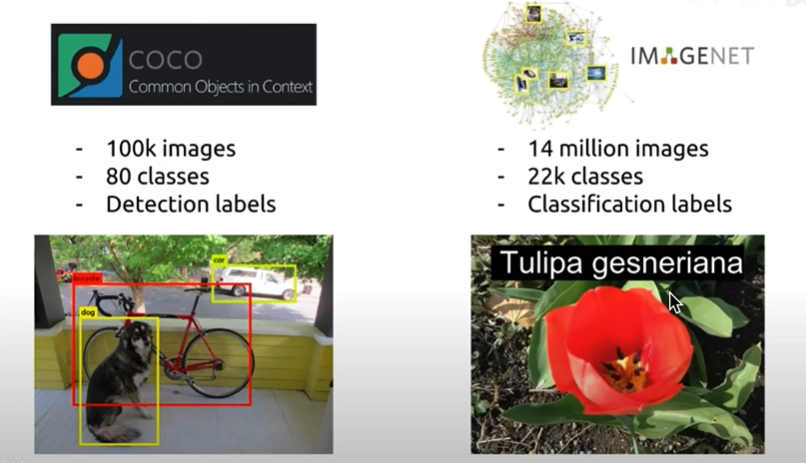 COCO
Common Objects in Context
- 100k images
- 80 classes
- Detection labels
car
bicycle
dog
IMAGENET
- 14 million images
- 22k classes
- Classification labels
Tulipa gesneriana